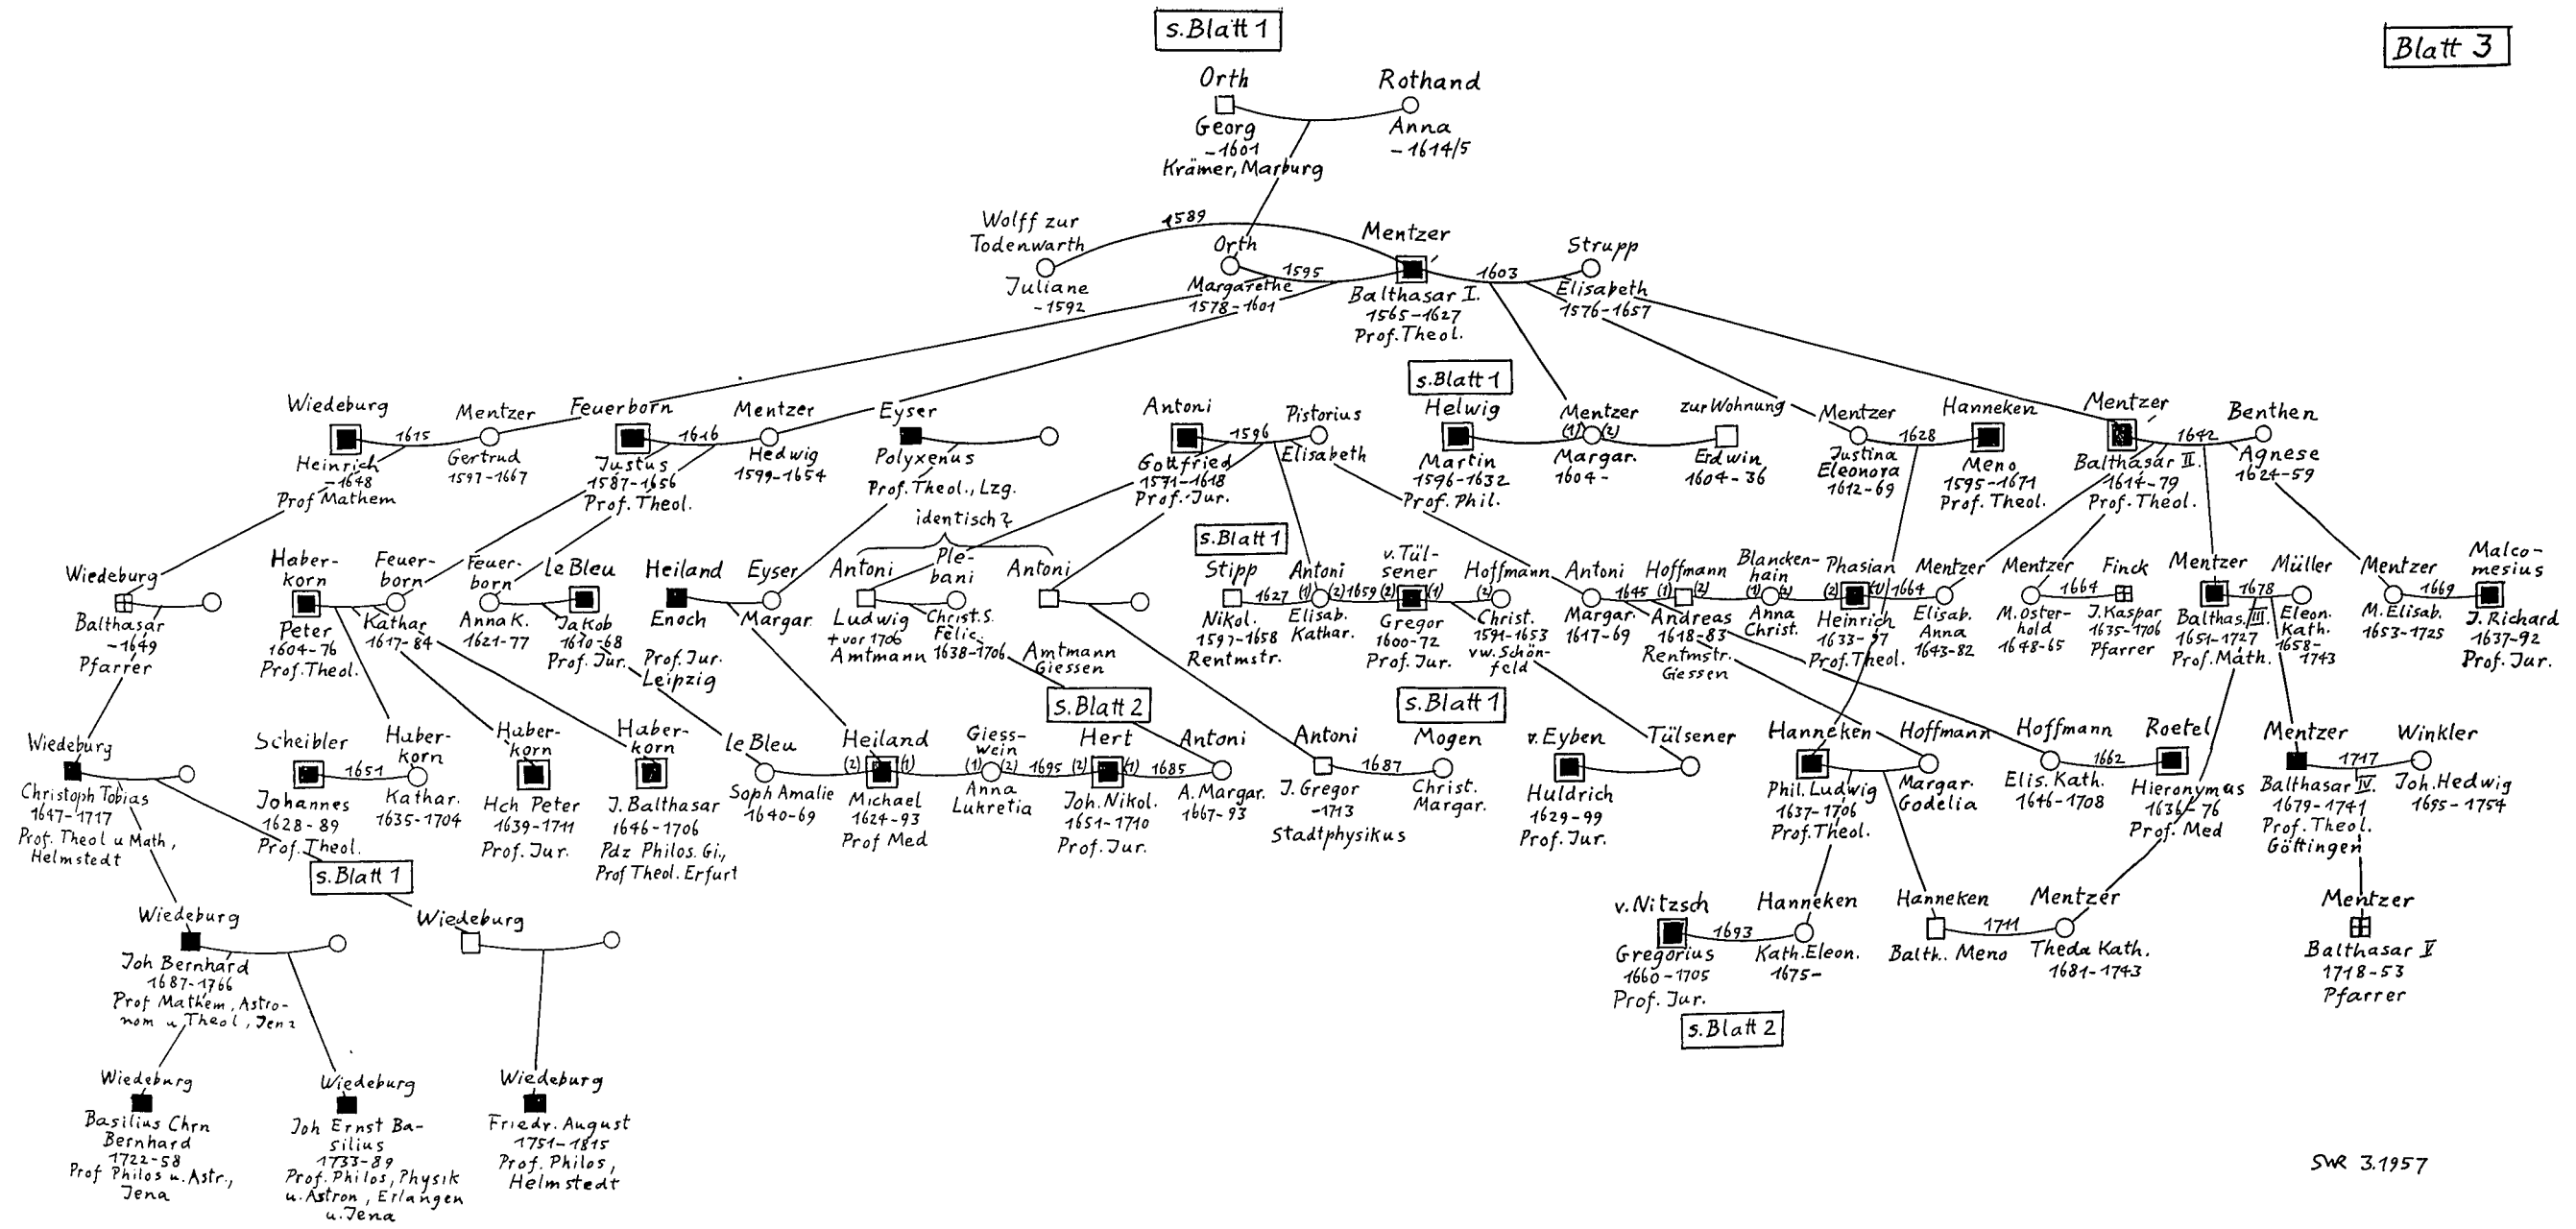 s.Blatt 1
Blatt 3
Orth
Georg
-1601
Krämer, Marburg
Rothand
Anna
-1614/5
Wolff zur
Todenwarth
Juliane
-1592
1589
Orth
Margarethe
1578-1601
1595
Mentzer
Balthasar I.
1565-1627
Prof. Theol.
1603
Strupp
Elisabeth
1576-1657
Wiedeburg
Heinrich
-1648
Prof Mathem
1615
Mentzer
Gertrud
1597-1667
Feuerborn
Justus
1587-1656
Prof. Theol.
1616
Mentzer
Hedwig
1599-1654
Eyser
Polyxenus
Prof. Theol., Lzg.
Antoni
Gottfried
1571-1618
Prof. Jur.
1596
Pistorius
Elisabeth
s.Blatt 1
Helwig
Martin
1596-1632
Prof. Phil.
Mentzer
(1) (2)
Margar.
1604-
zur Wohnung
Erdwin
1604-36
Mentzer
Justina
Eleonora
1612-69
1628
Hanneken
Meno
1595-1671
Prof. Theol.
Mentzer
Balthasar II.
1614-79
Prof. Theol.
1642
Benthen
Agnese
1624-59
identisch?
Wiedeburg
Balthasar
-1649
Pfarrer
Haber-
korn
Peter
1604-76
Prof. Theol.
Feuer-
born
Kathar
1617-84
Feuer-
born
Anna K.
1621-77
le Bleu
Jakob
1610-68
Prof. Jur.
Heiland
Enoch
Prof. Jur.
Leipzig
Eyser
Margar.
Antoni
Ludwig
+ vor 1706
Amtmann
Ple-
bani
Christ. S.
Felic.
1638-1706
Antoni
Amtmann
Giessen
s.Blatt 1
Stipp
Nikol.
1597-1658
Rentmstr.
1627
Antoni
(1) (2)
Elisab.
Kathar.
1659
v. Tül-
sener
(2) (1)
Gregor
1600-72
Prof. Jur.
Hoffmann
(2)
Christ.
1591-1653
vw. Schön-
feld
Antoni
Margar.
1617-69
1645
Hoffmann
(1) (2)
Andreas
1618-83
Rentmstr.
Giessen
Blancken-
hain
(1) (2)
Anna
Christ.
Phasian
(2) (1)
Heinrich
1633-97
Prof. Theol.
1664
Mentzer
Elisab.
Anna
1643-82
Mentzer
M. Oster-
hold
1648-65
1664
Finck
J. Kaspar
1635-1706
Pfarrer
Mentzer
Balthas. III.
1651-1727
Prof. Math.
1678
Müller
Eleon.
Kath.
1658-
1743
Mentzer
M. Elisab.
1653-1725
1669
Malco-
mesius
J. Richard
1637-92
Prof. Jur.
Wiedeburg
Christoph Tobias
1647-1717
Prof. Theol u Math,
Helmstedt
Scheibler
Johannes
1628-89
Prof. Theol.
1651
Haber-
korn
Kathar.
1635-1704
Haber-
korn
Hch Peter
1639-1711
Prof. Jur.
Haber-
korn
J. Balthasar
1646-1706
Pdz Philos. Gi.,
Prof Theol. Erfurt
le Bleu
Soph Amalie
1640-69
Heiland
(2) (1)
Michael
1624-93
Prof Med
Giess-
wein
(1) (2)
Anna
Lukretia
1695
s.Blatt 2
Hert
(2) (1)
Joh. Nikol.
1651-1710
Prof. Jur.
1685
Antoni
A. Margar.
1667-93
Antoni
J. Gregor
-1713
Stadtphysikus
1687
s.Blatt 1
Mogen
Christ.
Margar.
v. Eyben
Huldrich
1629-99
Prof. Jur.
Tülsener
Hanneken
Phil. Ludwig
1637-1706
Prof. Theol.
Hoffmann
Margar.
Godelia
Hoffmann
Elis. Kath.
1646-1708
1662
Roetel
Hieronymus
1636-76
Prof. Med
Mentzer
Balthasar IV.
1679-1741
Prof. Theol.
Göttingen
1717
Winkler
Joh. Hedwig
1695-1754
s.Blatt 1
Wiedeburg
Joh Bernhard
1687-1766
Prof Mathem, Astro-
nom u Theol, Jena
Wiedeburg
v. Nitzsch
Gregorius
1660-1705
Prof. Jur.
s.Blatt 2
1693
Hanneken
Kath. Eleon.
1675-
Hanneken
Balth. Meno
1711
Mentzer
Theda Kath.
1681-1743
Mentzer
Balthasar V
1718-53
Pfarrer
Wiedeburg
Basilius Chrn
Bernhard
1722-58
Prof Philos u. Astr.,
Jena
Wiedeburg
Joh Ernst Ba-
silius
1733-89
Prof. Philos, Physik
u. Astron, Erlangen
u. Jena
Wiedeburg
Friedr. August
1751-1815
Prof. Philos,
Helmstedt
SWR 3.1957